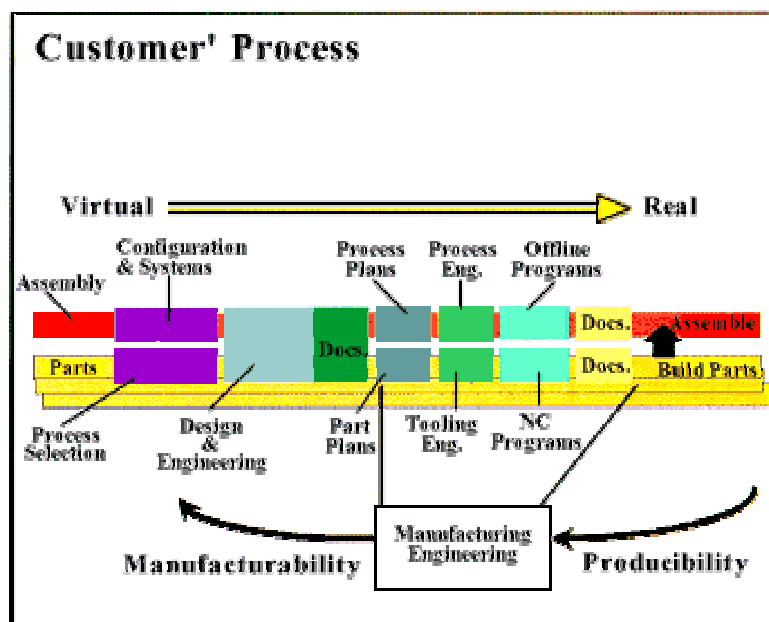 Customer' Process
Virtual
Real
Configuration
& Systems
Process
Plans
Process
Eng.
Offline
Programs
Assembly
Docs.
Assemble
Docs.
Parts
Docs.
Build Parts
Process
Selection
Design
&
Engineering
Part
Plans
Tooling
Eng.
NC
Programs
Manufacturing
Engineering
Manufacturability
Producibility